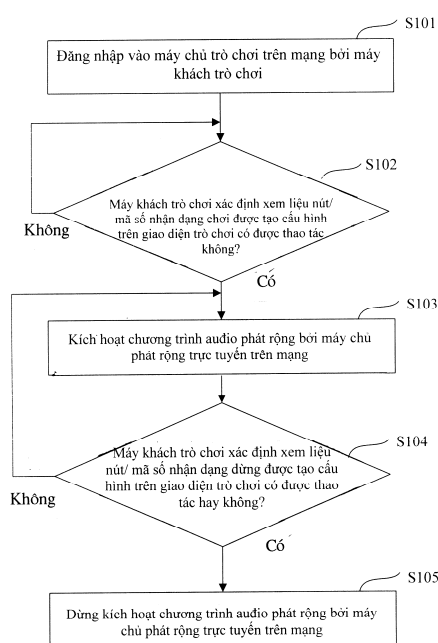 S101
Đăng nhập vào máy chủ trò chơi trên mạng bởi máy
khách trò chơi
S102
Máy khách trò chơi xác định xem liệu nút/
mã số nhận dạng chơi được tạo cấu hình
trên giao diện trò chơi có được thao tác
không?
Không
Có
S103
Kích hoạt chương trình audio phát rộng bởi máy chủ
phát rộng trực tuyến trên mạng
S104
Máy khách trò chơi xác định xem liệu
nút/ mã số nhận dạng dừng được tạo cấu
hình trên giao diện trò chơi có được thao
tác hay không?
Không
Có
S105
Dừng kích hoạt chương trình audio phát rộng bởi máy
chủ phát rộng trực tuyến trên mạng